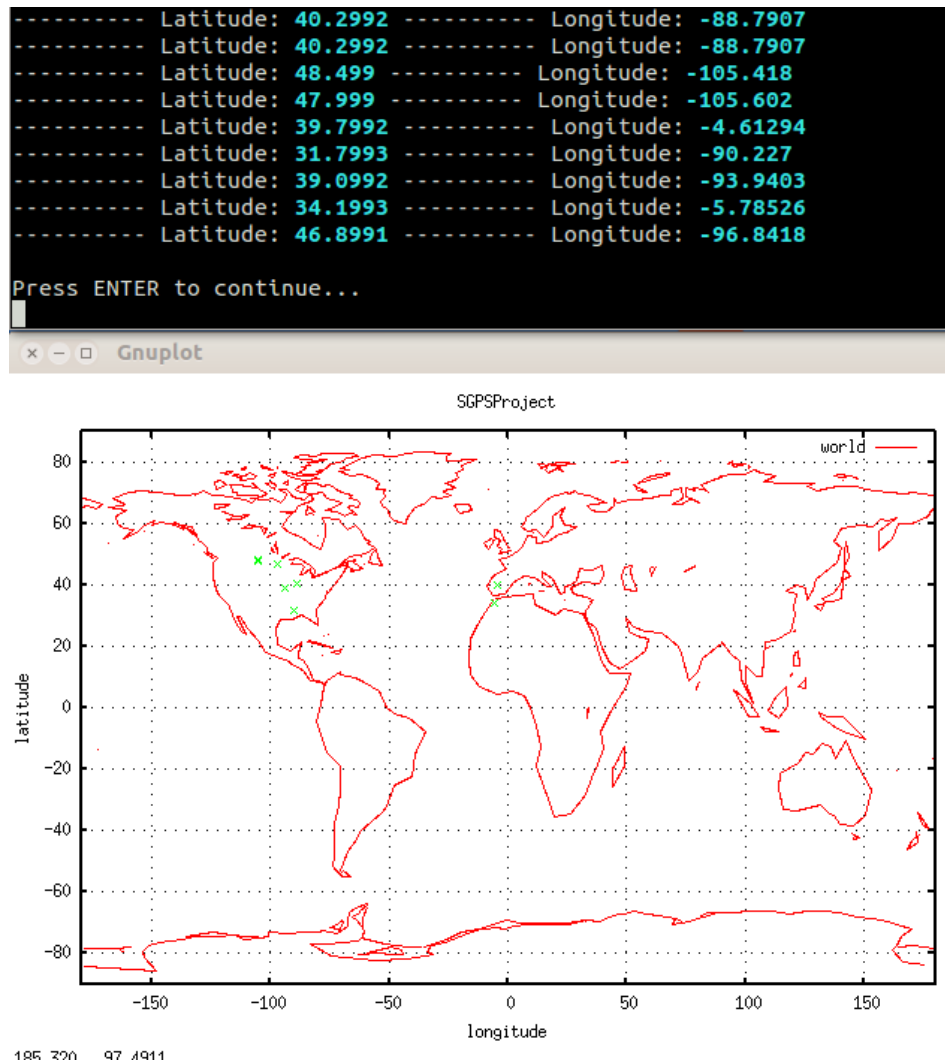 ---------- Latitude: 40.2992 ---------- Longitude: -88.7907
---------- Latitude: 40.2992 ---------- Longitude: -88.7907
---------- Latitude: 48.499 ---------- Longitude: -105.418
---------- Latitude: 47.999 ---------- Longitude: -105.602
---------- Latitude: 39.7992 ---------- Longitude: -4.61294
---------- Latitude: 31.7993 ---------- Longitude: -90.227
---------- Latitude: 39.0992 ---------- Longitude: -93.9403
---------- Latitude: 34.1993 ---------- Longitude: -5.78526
---------- Latitude: 46.8991 ---------- Longitude: -96.8418
Press ENTER to continue...
Gnuplot
SGPSProject
world
80
60
40
20
0
-20
-40
-60
-80
latitude
-150 -100 -50 0 50 100 150
longitude
185.320 97.4911